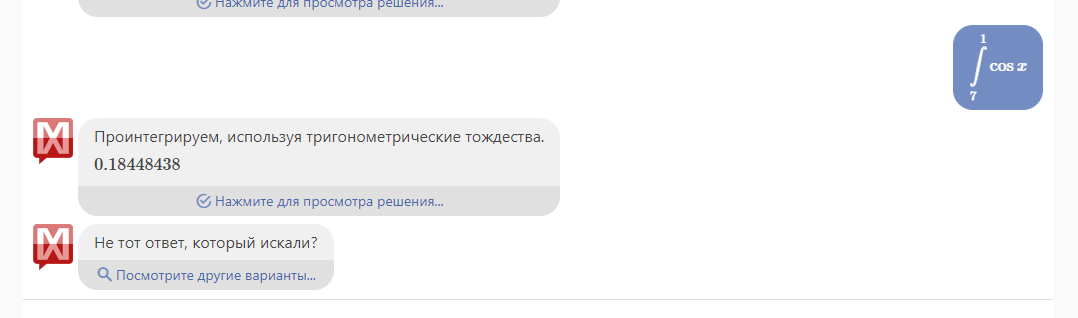 Нажмите для просмотра решения...
1
∫ cos x
7
Проинтегрируем, используя тригонометрические тождества.
0.18448438
Нажмите для просмотра решения...
Не тот ответ, который искали?
Посмотрите другие варианты...